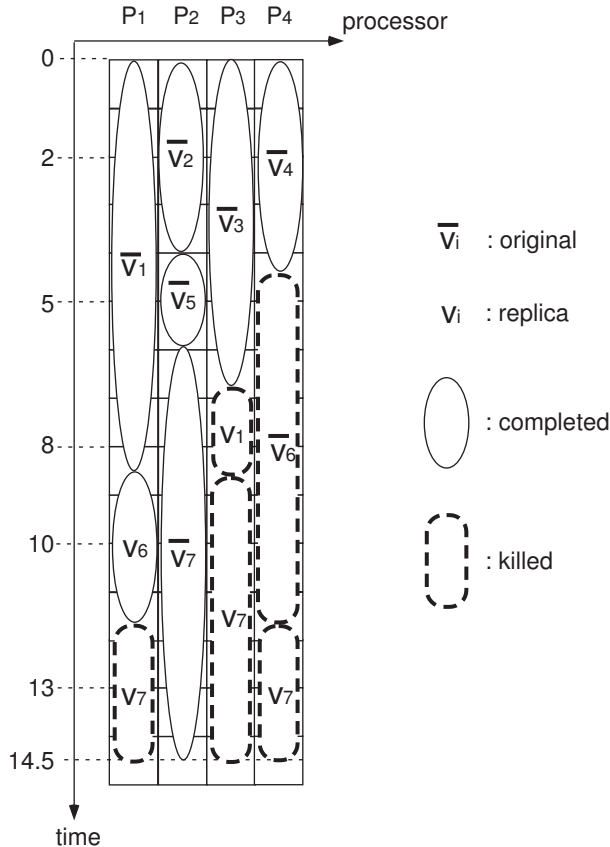 P1 P2 P3 P4
processor
0
2
5
8
10
13
14.5
time
V̅1
V6
V7
V̅2
V̅5
V̅7
V̅3
V1
V7
V̅4
V̅6
V7
V̅i : original
Vi : replica
: completed
: killed